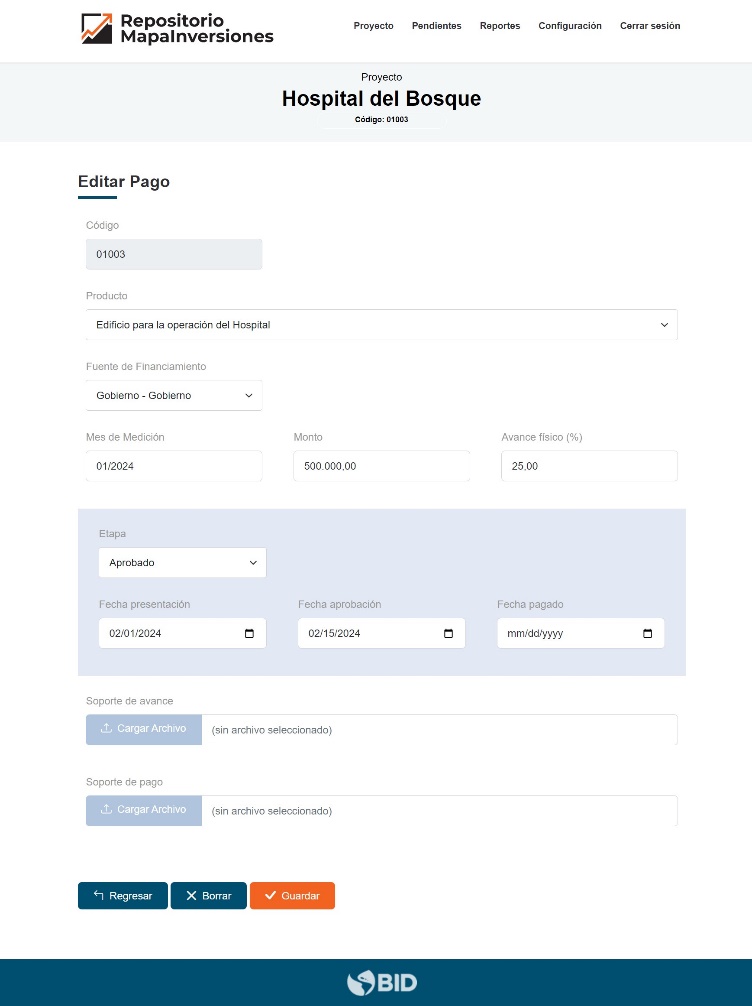 Repositorio
MapaInversiones
Proyecto Pendientes Reportes Configuración Cerrar sesión
Proyecto
Hospital del Bosque
Código: 01003
Editar Pago
Código
01003
Producto
Edificio para la operación del Hospital
Fuente de Financiamiento
Gobierno - Gobierno
Mes de Medición Monto Avance físico (%)
01/2024 500.000,00 25.00
Etapa
Aprobado
Fecha presentación Fecha aprobación Fecha pagado
02/01/2024 02/15/2024 mm/dd/yyyy
Soporte de avance
Cargar Archivo (sin archivo seleccionado)
Soporte de pago
Cargar Archivo (sin archivo seleccionado)
Regresar Borrar Guardar
BID